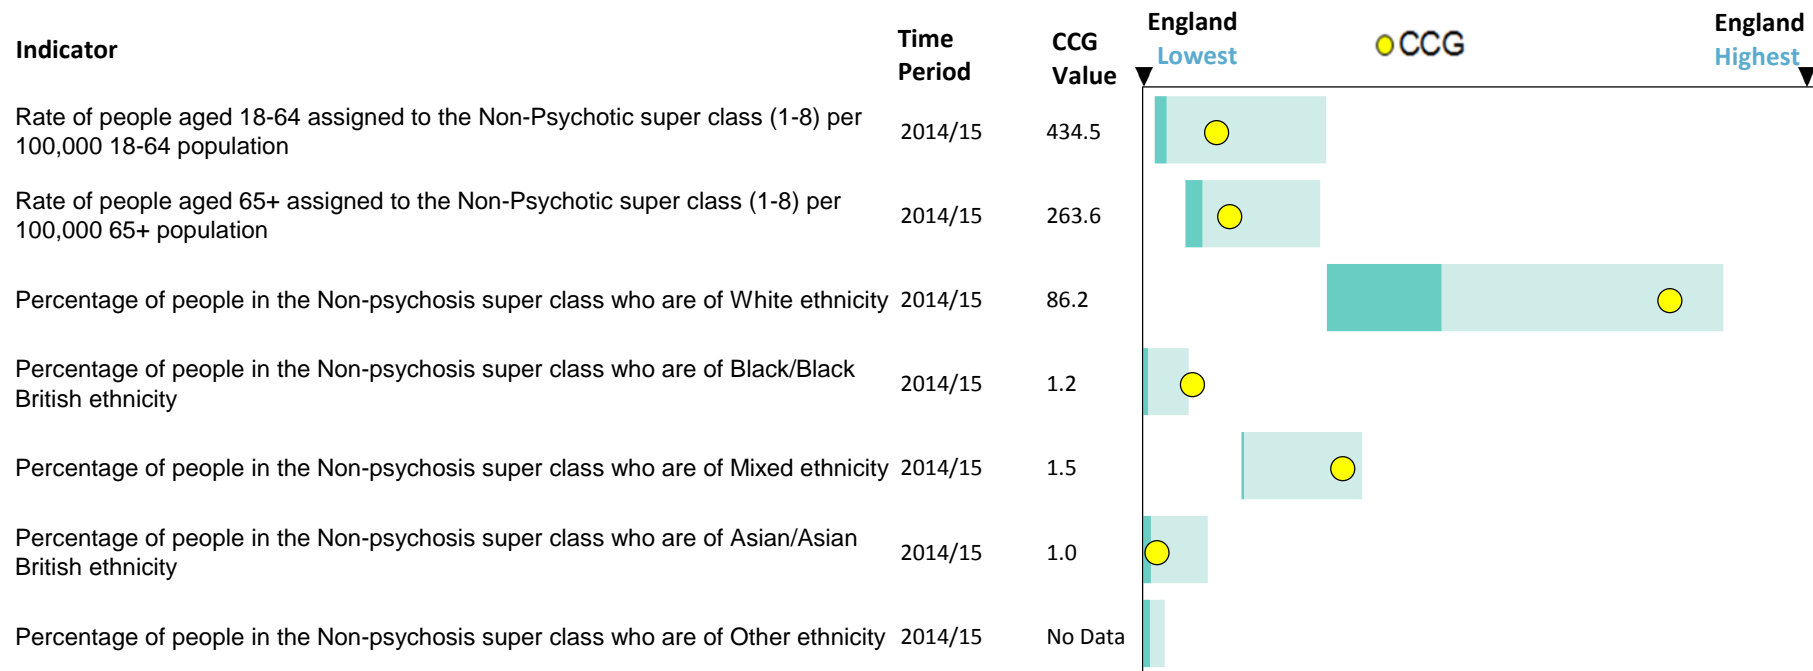 Indicator
Time Period
CCG Value
England Lowest
CCG
England Highest
Rate of people aged 18-64 assigned to the Non-Psychotic super class (1-8) per
100,000 18-64 population
2014/15
434.5
Rate of people aged 65+ assigned to the Non-Psychotic super class (1-8) per
100,000 65+ population
2014/15
263.6
Percentage of people in the Non-psychosis super class who are of White ethnicity
2014/15
86.2
Percentage of people in the Non-psychosis super class who are of Black/Black
British ethnicity
2014/15
1.2
Percentage of people in the Non-psychosis super class who are of Mixed ethnicity
2014/15
1.5
Percentage of people in the Non-psychosis super class who are of Asian/Asian
British ethnicity
2014/15
1.0
Percentage of people in the Non-psychosis super class who are of Other ethnicity
2014/15
No Data